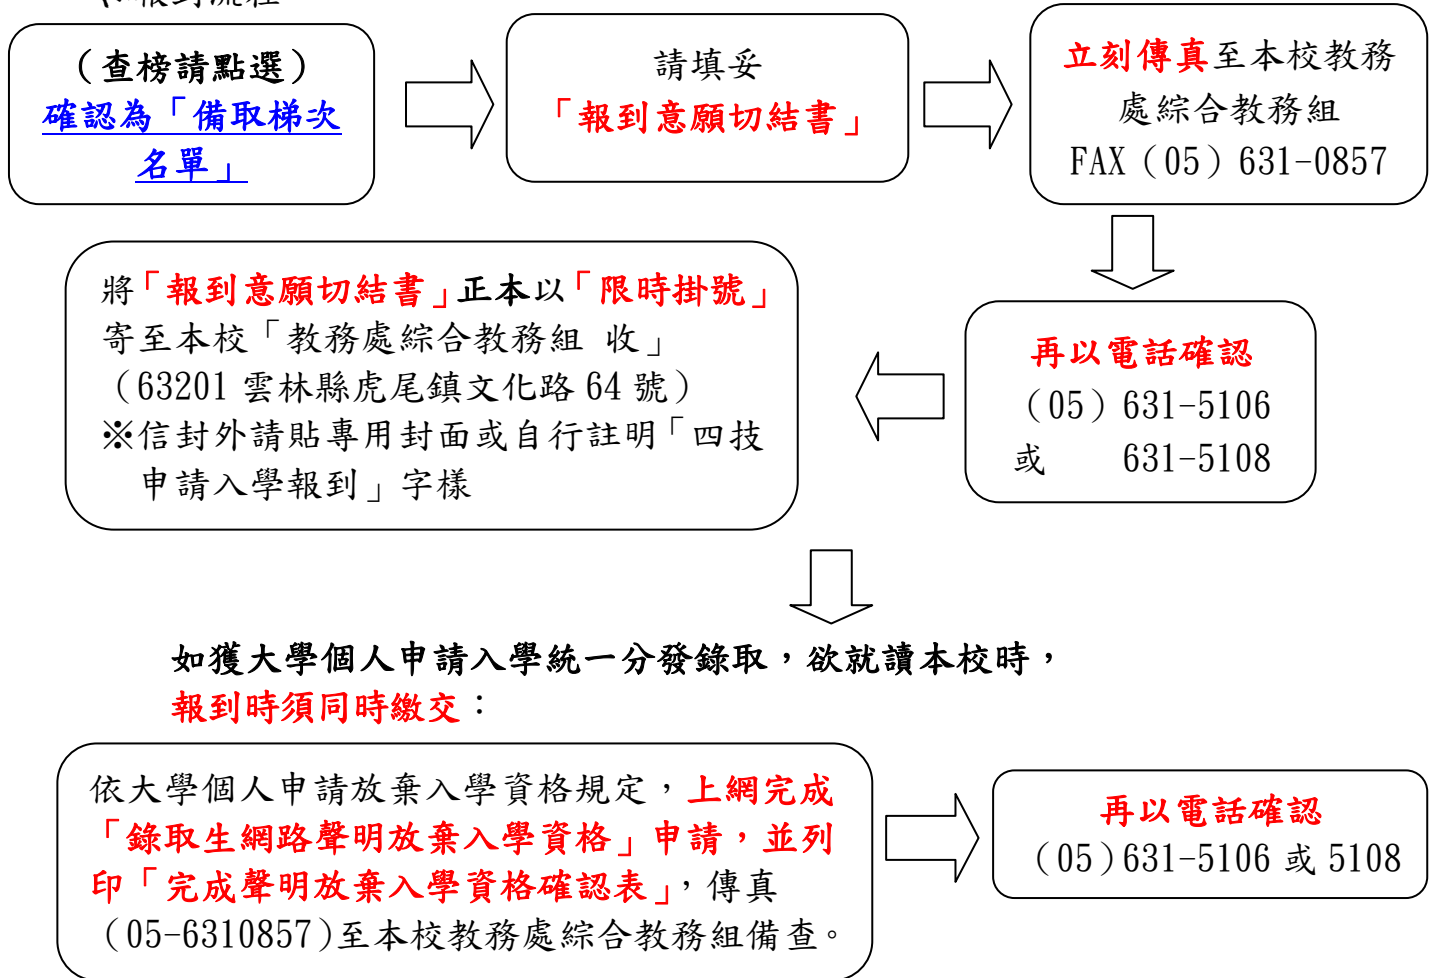 報到流程
（查榜請點選）
確認為「備取梯次
名單」
請填妥
「報到意願切結書」
立刻傳真至本校教務
處綜合教務組
FAX（05）631-0857
再以電話確認
（05）631-5106
或 631-5108
將「報到意願切結書」正本以「限時掛號」
寄至本校「教務處綜合教務組 收」
（63201 雲林縣虎尾鎮文化路 64 號）
※信封外請貼專用封面或自行註明「四技
申請入學報到」字樣
如獲大學個人申請入學統一分發錄取，欲就讀本校時，
報到時須同時繳交：
依大學個人申請放棄入學資格規定，上網完成
「錄取生網路聲明放棄入學資格」申請，並列
印「完成聲明放棄入學資格確認表」，傳真
（05-6310857)至本校教務處綜合教務組備查。
再以電話確認
（05)631-5106 或 5108